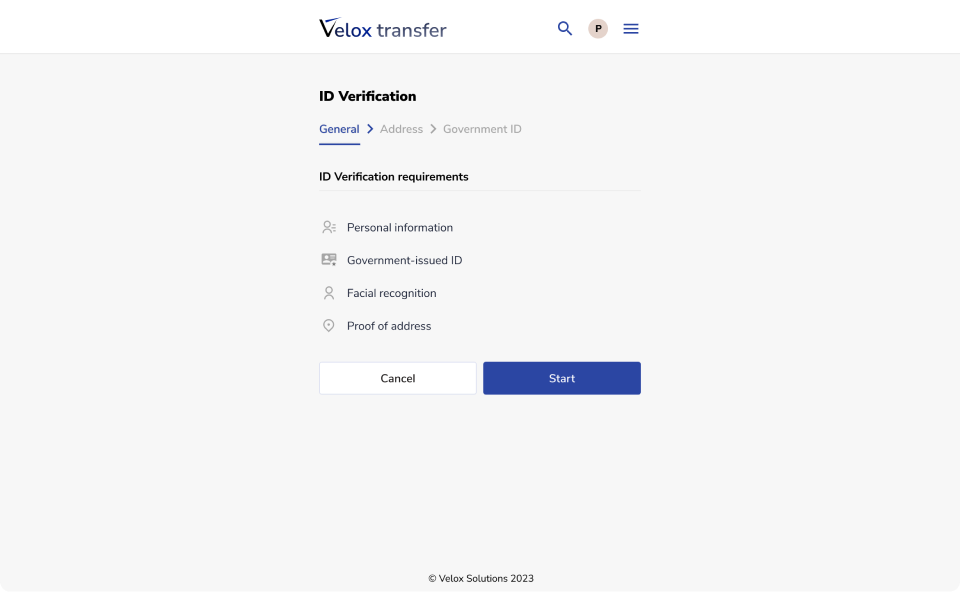 Velox transfer
P
ID Verification
General Address Government ID
ID Verification requirements
Personal information
Government-issued ID
Facial recognition
Proof of address
Cancel Start
© Velox Solutions 2023